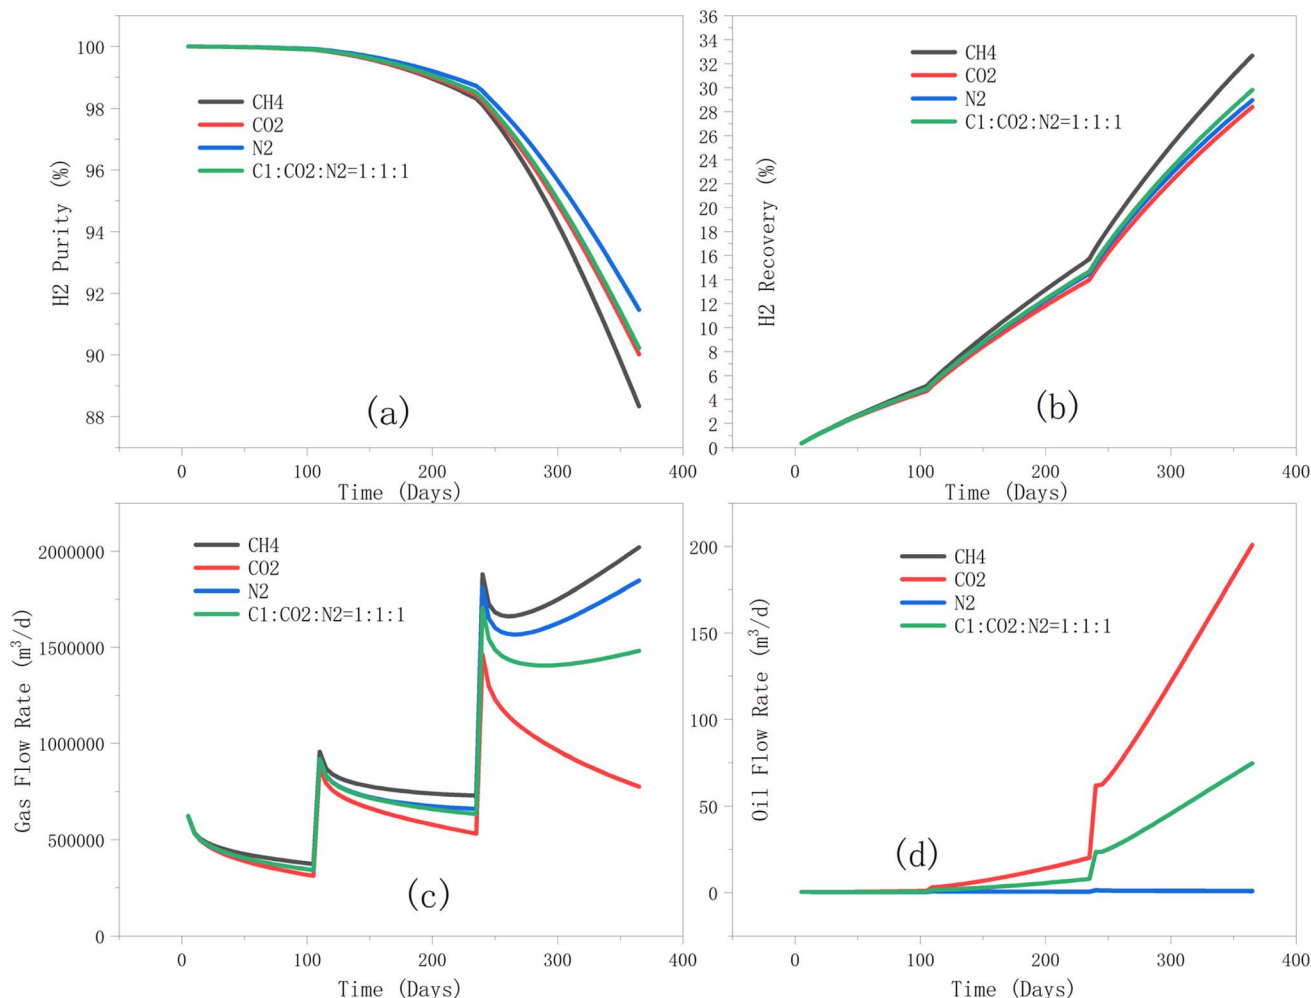 100
98
96
94
92
90
88
H2 Purity (%)
CH4
CO2
N2
C1:CO2:N2=1:1:1
(a)
0
100
200
300
400
Time (Days)
36
34
32
30
28
26
24
22
20
18
16
14
12
10
8
6
4
2
0
H2 Recovery (%)
CH4
CO2
N2
C1:CO2:N2=1:1:1
(b)
0
100
200
300
400
Time (Days)
2000000
1500000
1000000
500000
0
Gas Flow Rate (m³/d)
CH4
CO2
N2
C1:CO2:N2=1:1:1
(c)
0
100
200
300
400
Time (Days)
200
150
100
50
0
Oil Flow Rate (m³/d)
CH4
CO2
N2
C1:CO2:N2=1:1:1
(d)
0
100
200
300
400
Time (Days)